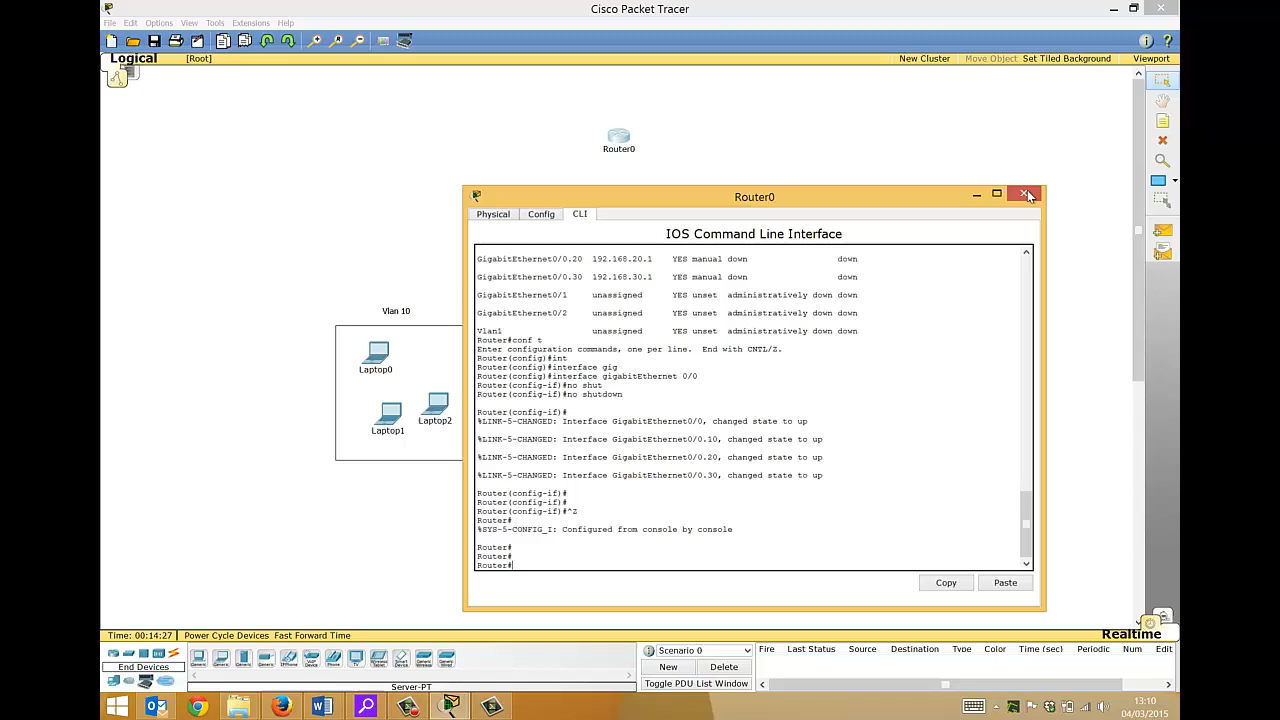 Cisco Packet Tracer
File Edit Options View Tools Extensions Help
Logical
[Root]
New Cluster
Move Object
Set Tiled Background
Viewport
Router0
Router0
Physical Config CLI
IOS Command Line Interface
GigabitEthernet0/0.20 192.168.20.1 YES manual down down
GigabitEthernet0/0.30 192.168.30.1 YES manual down down
GigabitEthernet0/1 unassigned YES unset administratively down down
GigabitEthernet0/2 unassigned YES unset administratively down down
Vlan1 unassigned YES unset administratively down down
Router#conf t
Enter configuration commands, one per line. End with CNTL/Z.
Router(config)#int
Router(config)#interface gig
Router(config)#interface gigabitEthernet 0/0
Router(config-if)#no shut
Router(config-if)#no shutdown
Router(config-if)#
%LINK-5-CHANGED: Interface GigabitEthernet0/0, changed state to up
%LINK-5-CHANGED: Interface GigabitEthernet0/0.10, changed state to up
%LINK-5-CHANGED: Interface GigabitEthernet0/0.20, changed state to up
%LINK-5-CHANGED: Interface GigabitEthernet0/0.30, changed state to up
Router(config-if)#
Router(config-if)#
Router(config-if)#^Z
Router#
%SYS-5-CONFIG_I: Configured from console by console
Router#
Router#
Router#
Copy Paste
Vlan 10
Laptop0
Laptop2
Laptop1
Time: 00:14:27 Power Cycle Devices Fast Forward Time
Realtime
End Devices
Server-PT
Scenario 0
New Delete
Toggle PDU List Window
Fire Last Status Source Destination Type Color Time (sec) Periodic Num Edit
13:10
04/03/2015